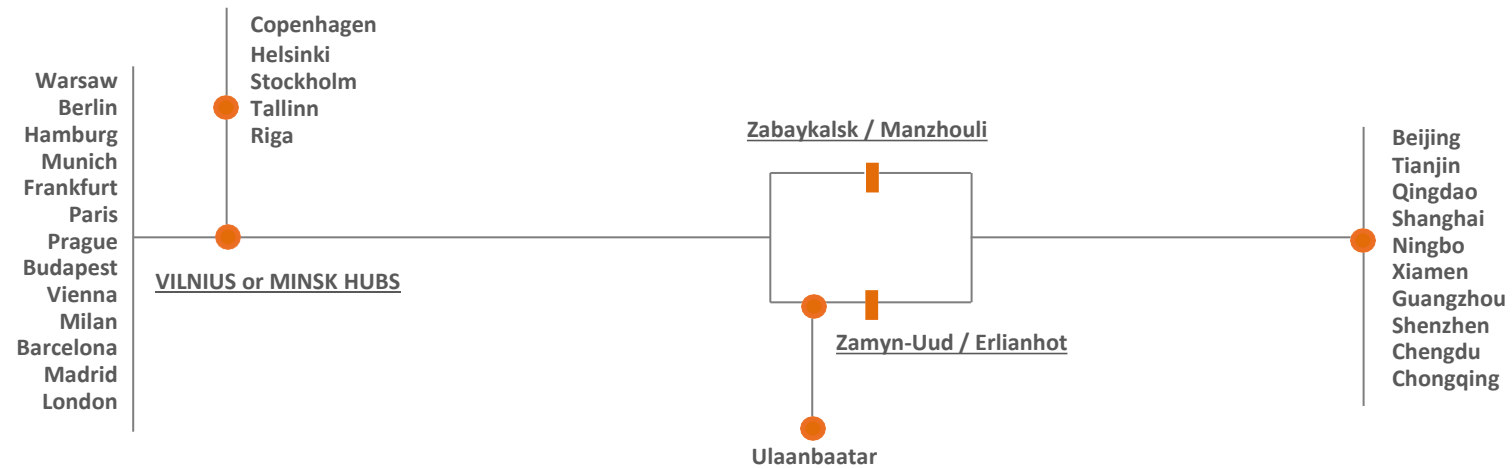 Copenhagen
Helsinki
Stockholm
Tallinn
Riga
Warsaw
Berlin
Hamburg
Munich
Frankfurt
Paris
Prague
Budapest
Vienna
Milan
Barcelona
Madrid
London
VILNIUS or MINSK HUBS
Zabaykalsk / Manzhouli
Zamyn-Uud / Erlianhot
Ulaanbaatar
Beijing
Tianjin
Qingdao
Shanghai
Ningbo
Xiamen
Guangzhou
Shenzhen
Chengdu
Chongqing